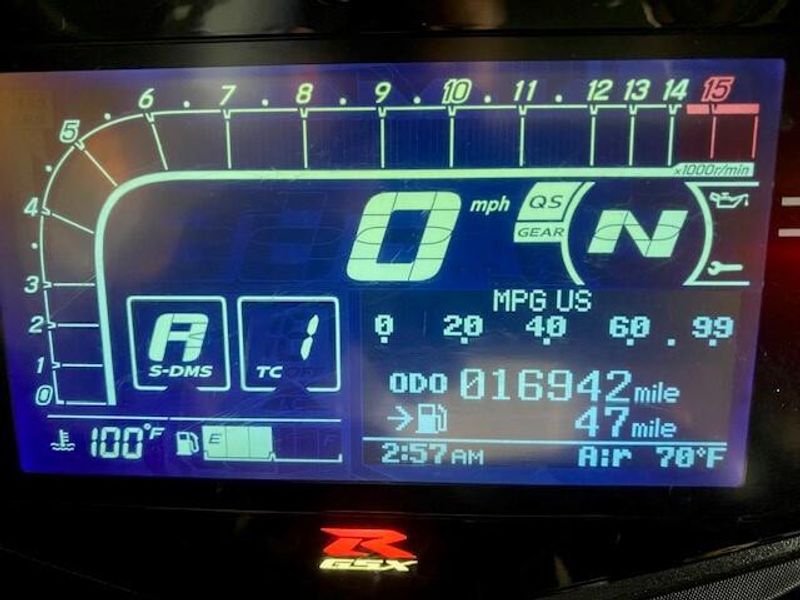 6 7 8 9 10 11 12 13 14 15
5
x1000r/min
4
0 mph QS N
GEAR
3
MPG US
2
0 20 40 60 . 99
A 1
1
S-DMS TC
ODO 016942 mile
0
47 mile
100°F E F
2:57 AM Air 70°F
R
GSX